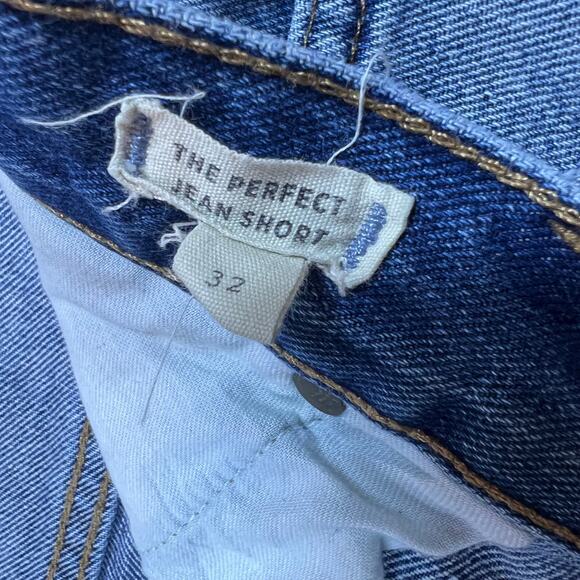 THE PERFECT
JEAN SHORT
32